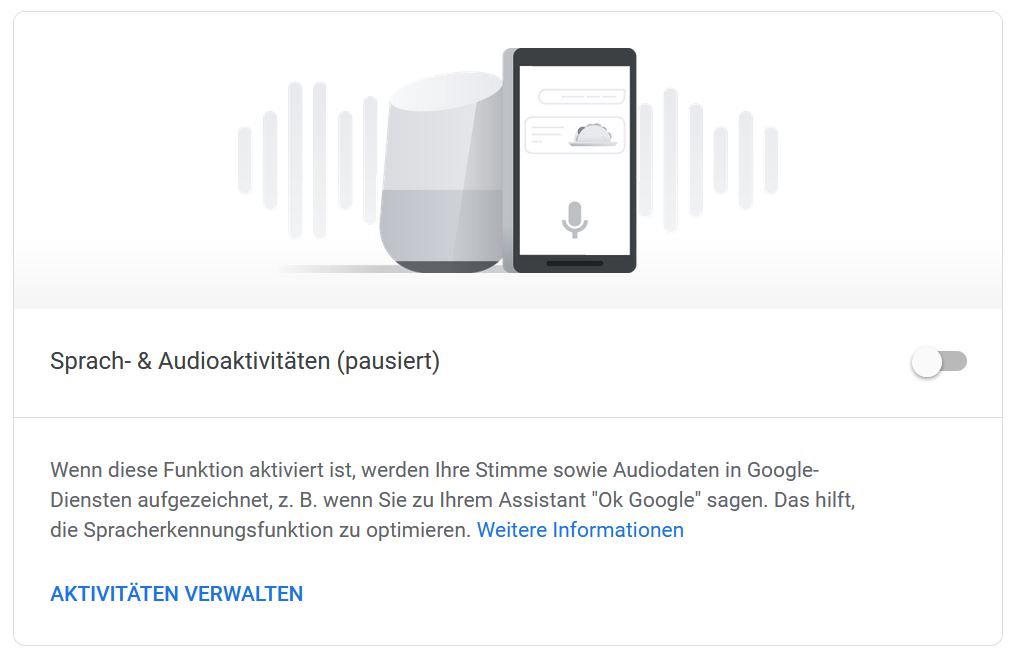 Sprach- & Audioaktivitäten (pausiert)
Wenn diese Funktion aktiviert ist, werden Ihre Stimme sowie Audiodaten in Google-
Diensten aufgezeichnet, z. B. wenn Sie zu Ihrem Assistant "Ok Google" sagen. Das hilft,
die Spracherkennungsfunktion zu optimieren. Weitere Informationen
AKTIVITÄTEN VERWALTEN